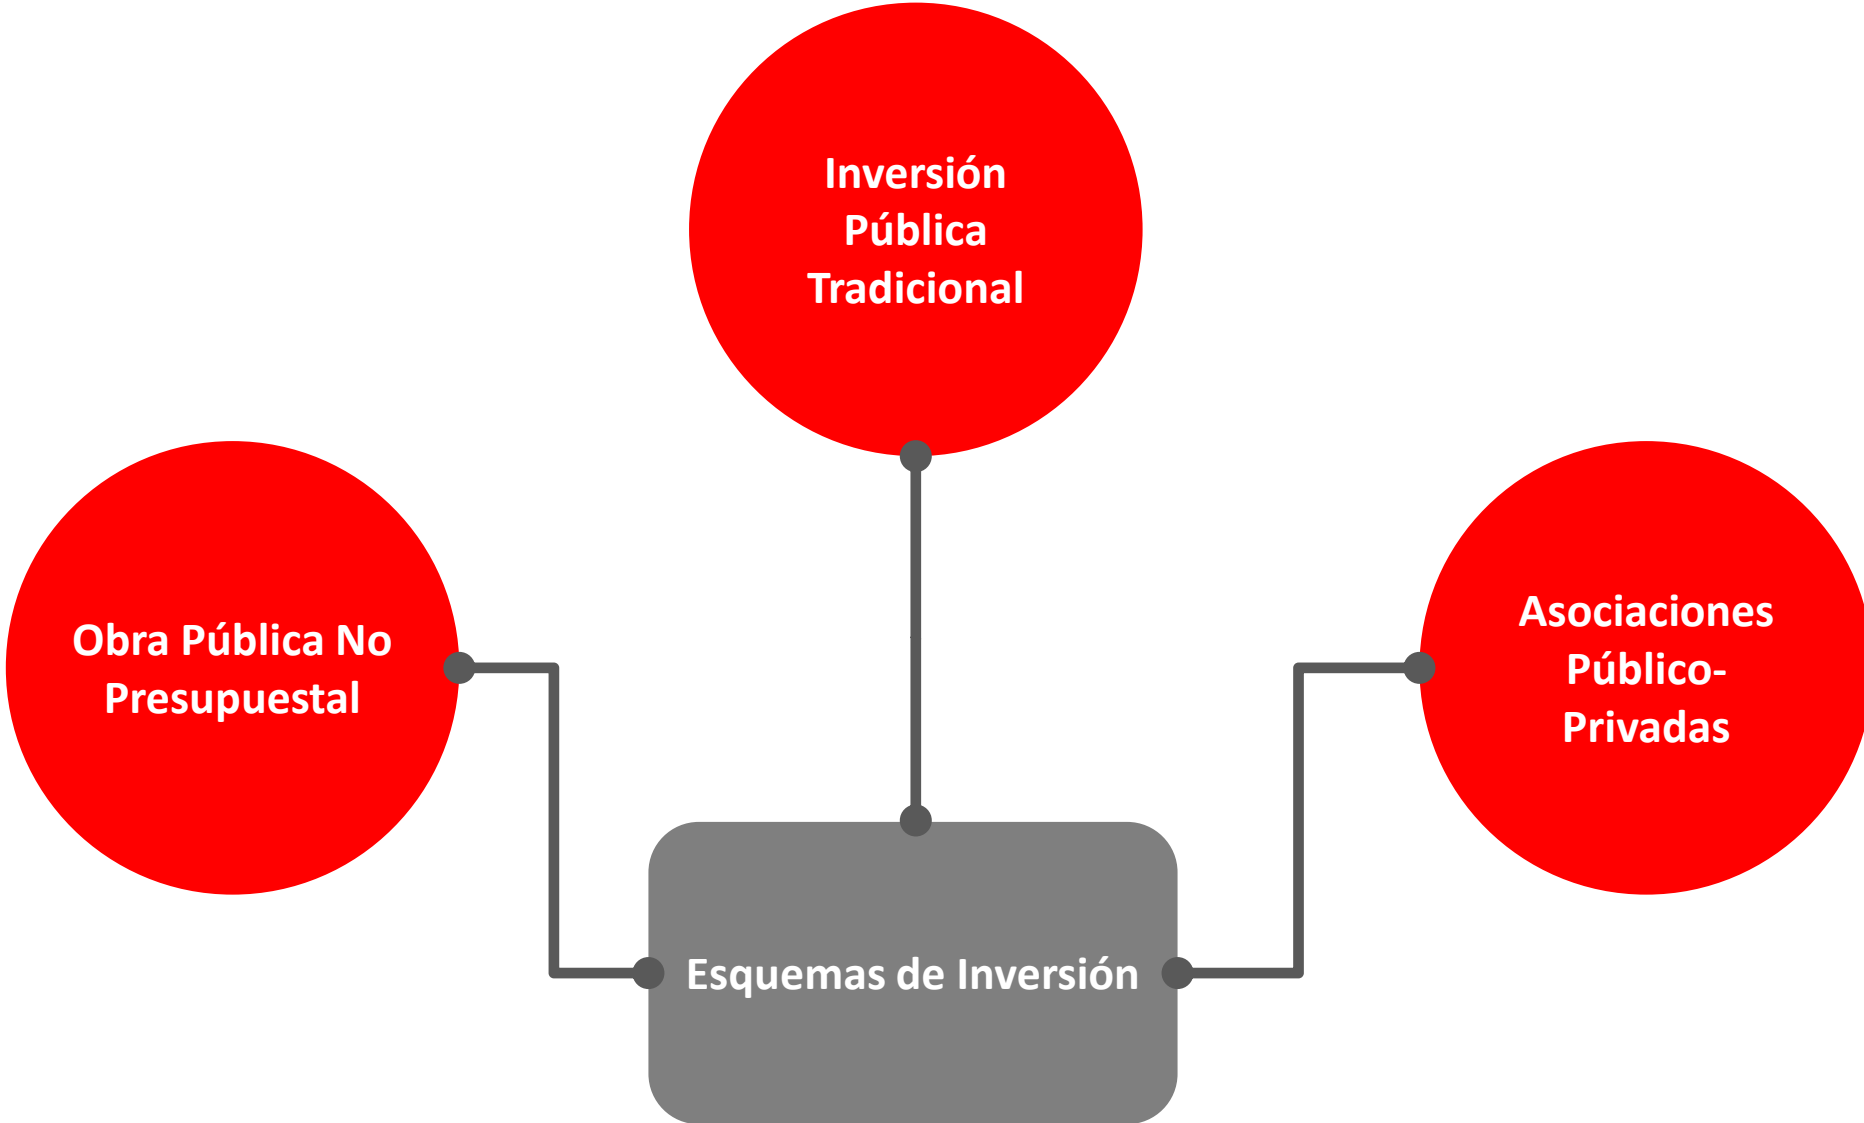 Inversión
Pública
Tradicional
Obra Pública No
Presupuestal
Asociaciones
Público-
Privadas
Esquemas de Inversión